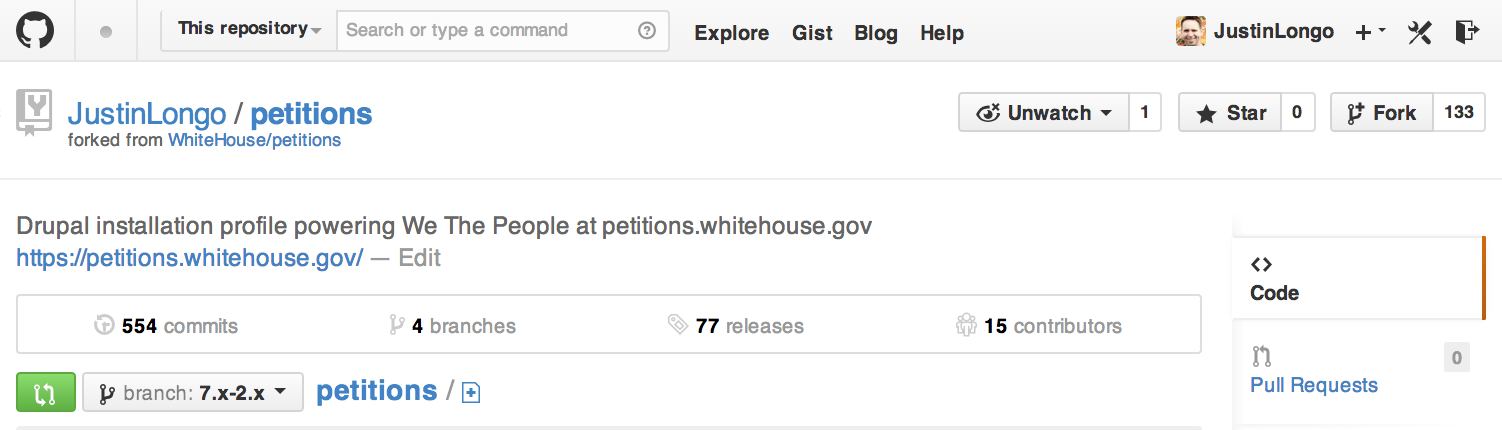 This repository Search or type a command Explore Gist Blog Help JustinLongo
JustinLongo / petitions Unwatch 1 Star 0 Fork 133
forked from WhiteHouse/petitions
Drupal installation profile powering We The People at petitions.whitehouse.gov
https://petitions.whitehouse.gov/ — Edit
Code
554 commits 4 branches 77 releases 15 contributors
0
Pull Requests
branch: 7.x-2.x petitions /